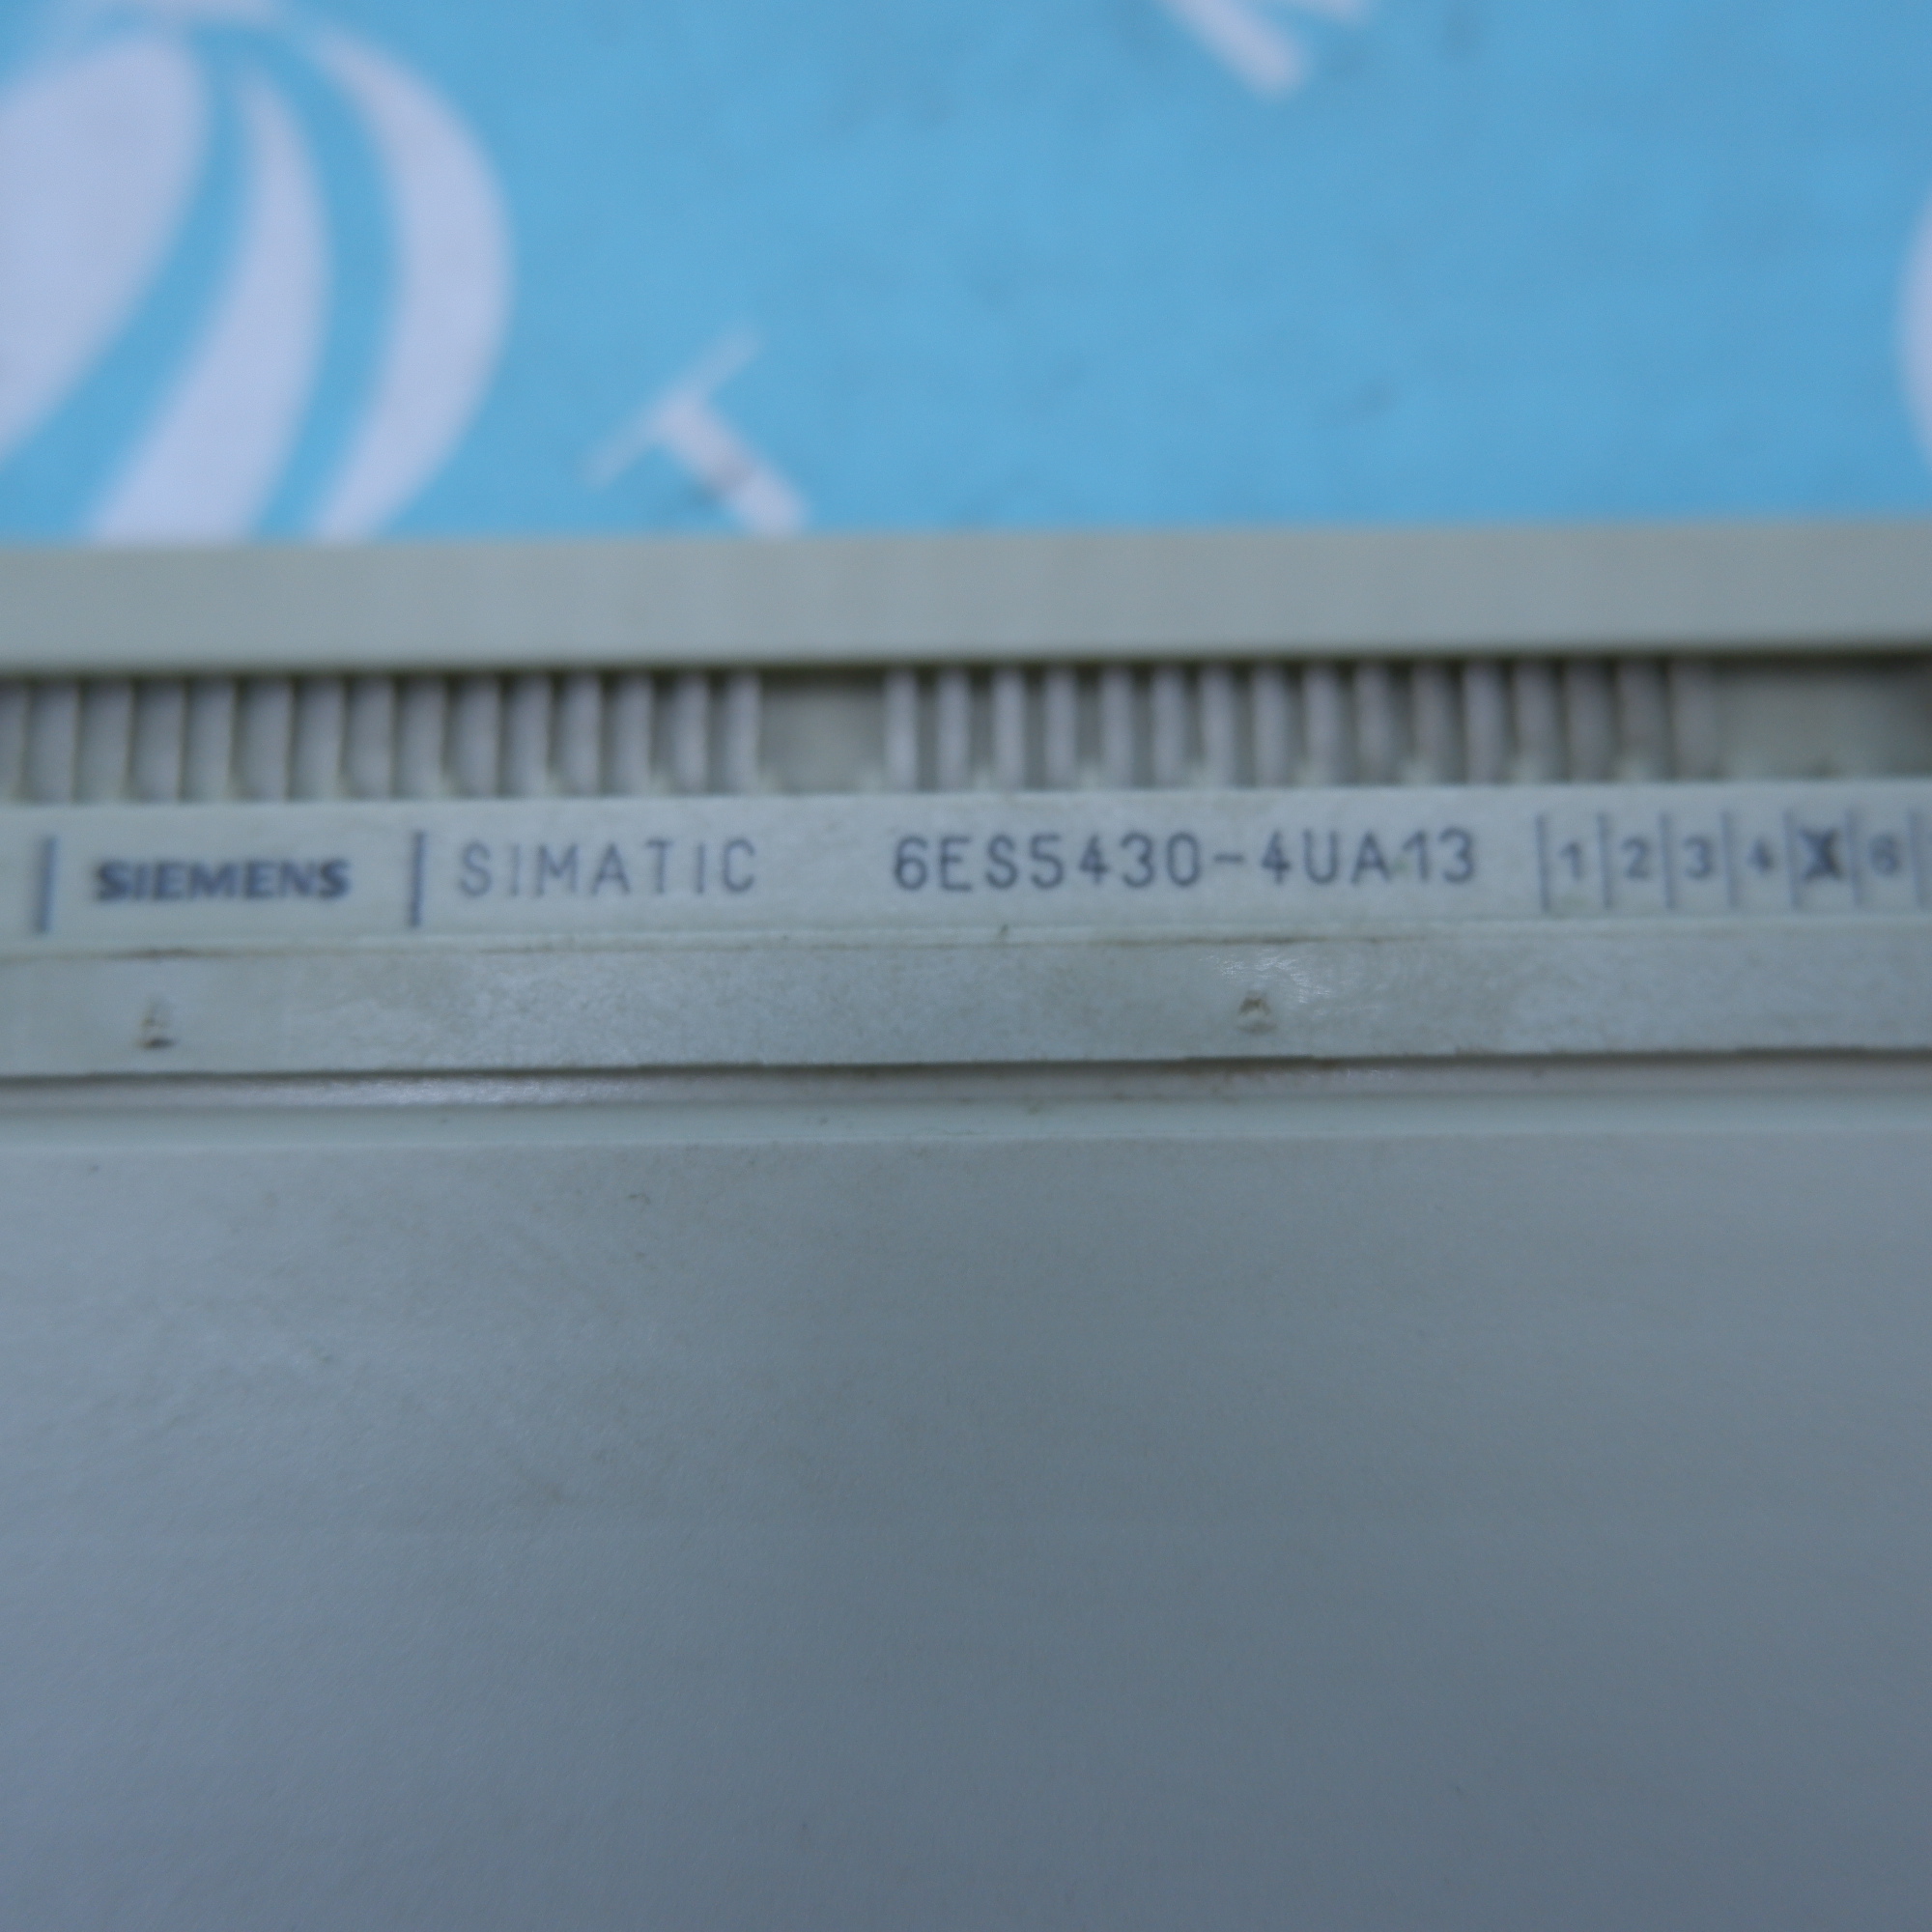 SIEMENS SIMATIC 6ES5430-4UA13 1 2 3 4 X 6